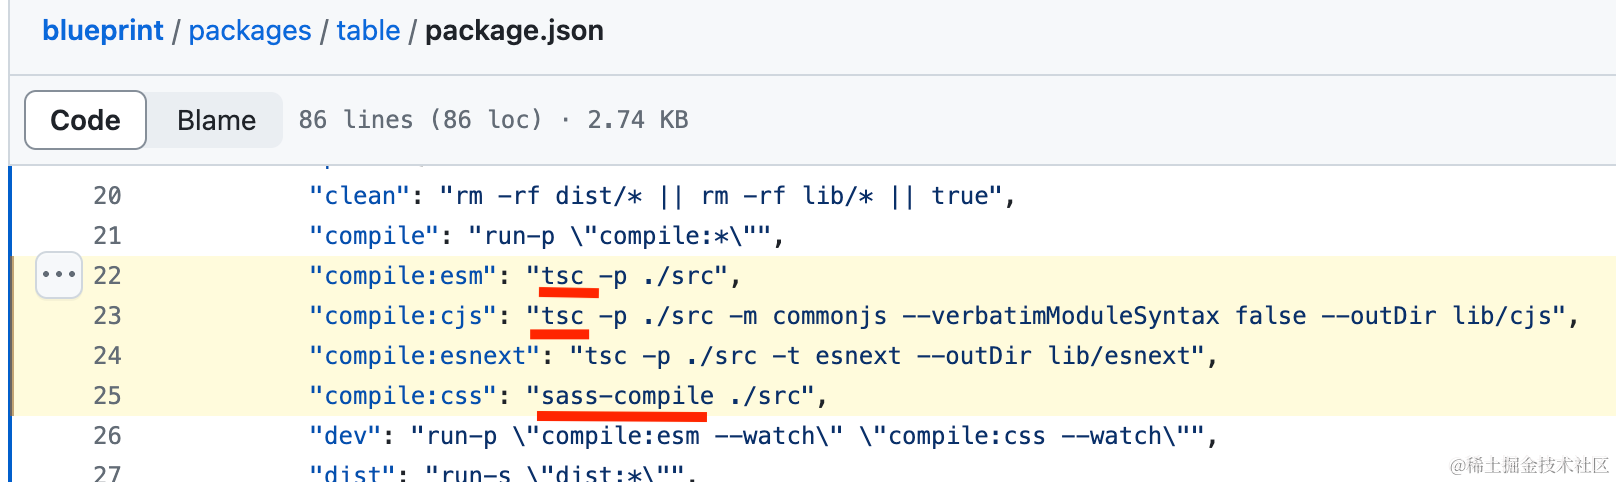 blueprint / packages / table / package.json
Code Blame 86 lines (86 loc) · 2.74 KB
20 "clean": "rm -rf dist/* || rm -rf lib/* || true",
21 "compile": "run-p \"compile:*\"",
22 "compile:esm": "tsc -p ./src",
23 "compile:cjs": "tsc -p ./src -m commonjs --verbatimModuleSyntax false --outDir lib/cjs",
24 "compile:esnext": "tsc -p ./src -t esnext --outDir lib/esnext",
25 "compile:css": "sass-compile ./src",
26 "dev": "run-p \"compile:esm --watch\" \"compile:css --watch\"",
27 "dist": "run-s \"dist:*\"",
@稀土掘金技术社区